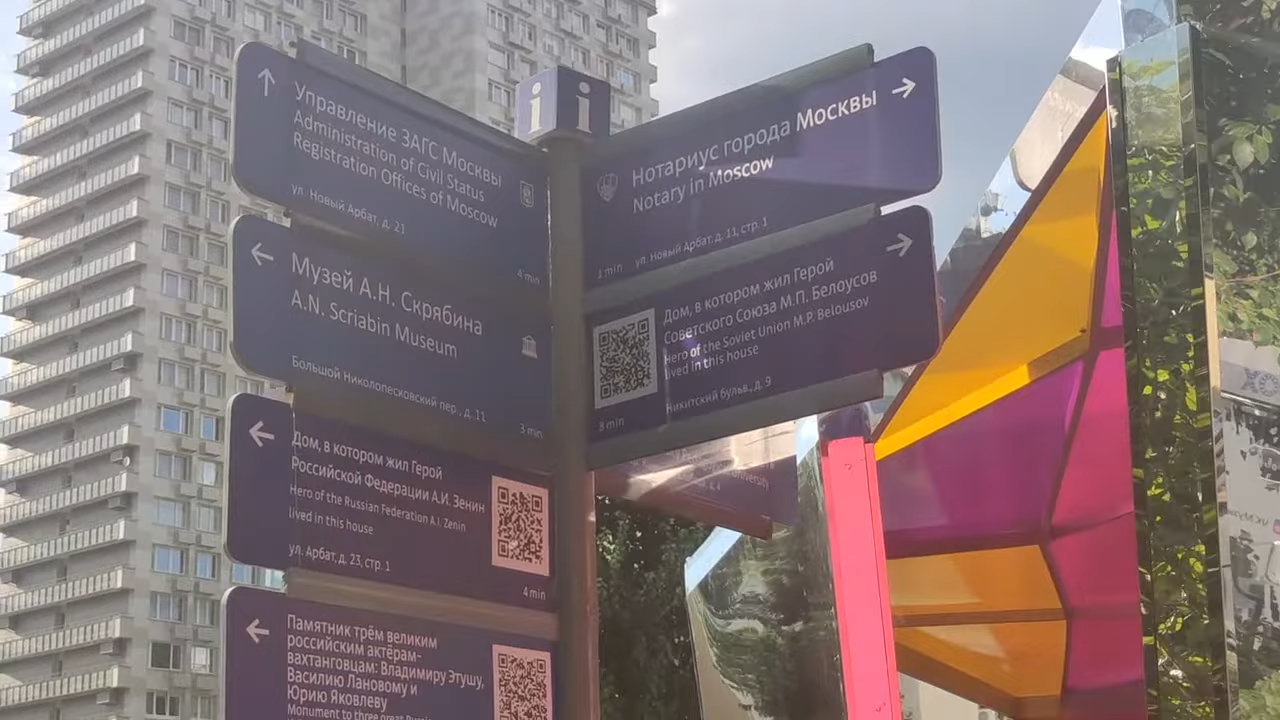 i i
Управление ЗАГС Москвы
Administration of Civil Status
Registration Offices of Moscow
ул. Новый Арбат, д. 21
4 min
Музей А.Н. Скрябина
A.N. Scriabin Museum
Большой Николопесковский пер., д. 11
3 min
Дом, в котором жил Герой
Российской Федерации А.И. Зенин
Hero of the Russian Federation A.I. Zenin
lived in this house
ул. Арбат, д. 23, стр. 1
4 min
Памятник трём великим
российским актёрам-
вахтанговцам: Владимиру Этушу,
Василию Лановому и
Юрию Яковлеву
Monument to three great
Нотариус города Москвы
Notary in Moscow
1 min ул. Новый Арбат, д. 11, стр. 1
Дом, в котором жил Герой
Советского Союза М.П. Белоусов
Hero of the Soviet Union M.P. Belousov
lived in this house
Никитский бульв., д. 9
8 min
University